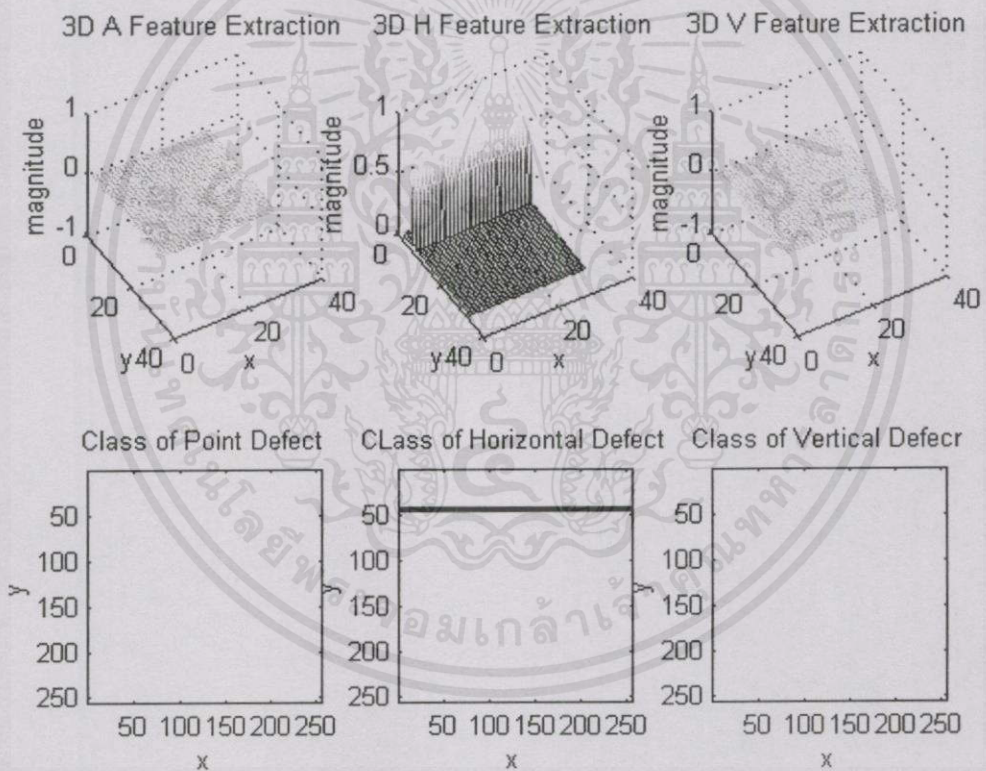 3D A Feature Extraction
3D H Feature Extraction
3D V Feature Extraction
magnitude
1
0
-1
0
20
y40
0
x
20
40
magnitude
1
0.5
0
0
20
y40
0
x
20
40
magnitude
1
0
-1
0
20
y40
0
x
20
40
Class of Point Defect
CLass of Horizontal Defect
Class of Vertical Defecr
y
50
100
150
200
250
50 100 150 200 250
x
y
50
100
150
200
250
50 100 150 200 250
x
y
50
100
150
200
250
50 100 150 200 250
x